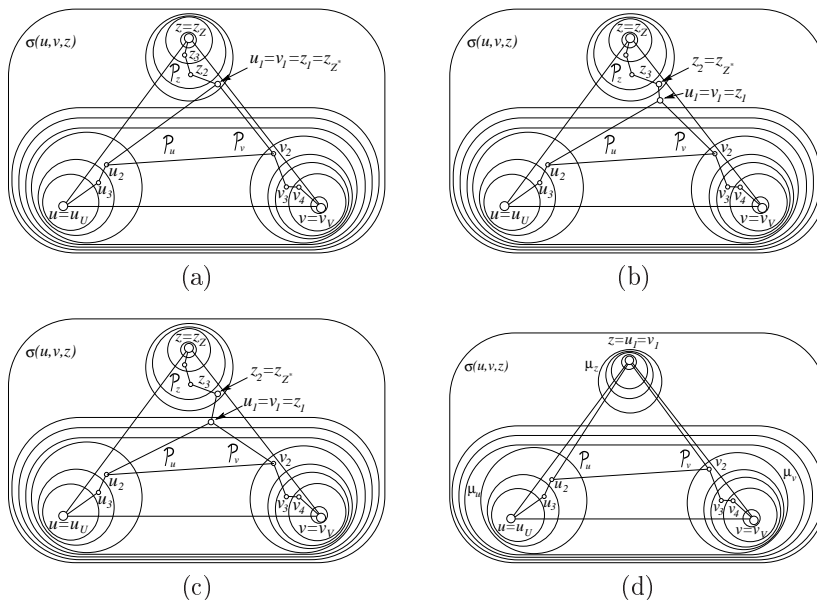 z=z_Z
σ(u,v,z)
z_3
P_z
z_2
u_1=v_1=z_1=z_{Z*}
P_u
P_v
v_2
u_2
u_3
v_3
v_4
u=u_U
v=v_V
(a)
z=z_Z
σ(u,v,z)
P_z
z_3
z_2=z_{Z*}
u_1=v_1=z_1
P_u
P_v
v_2
u_2
u_3
v_3
v_4
u=u_U
v=v_V
(b)
z=z_Z
σ(u,v,z)
P_z
z_3
z_2=z_{Z*}
u_1=v_1=z_1
P_u
P_v
v_2
u_2
u_3
v_3
v_4
u=u_U
v=v_V
(c)
z=u_1=v_1
σ(u,v,z)
μ_z
P_u
P_v
v_2
μ_u
μ_v
u_2
u_3
v_3
v_4
u=u_U
v=v_V
(d)